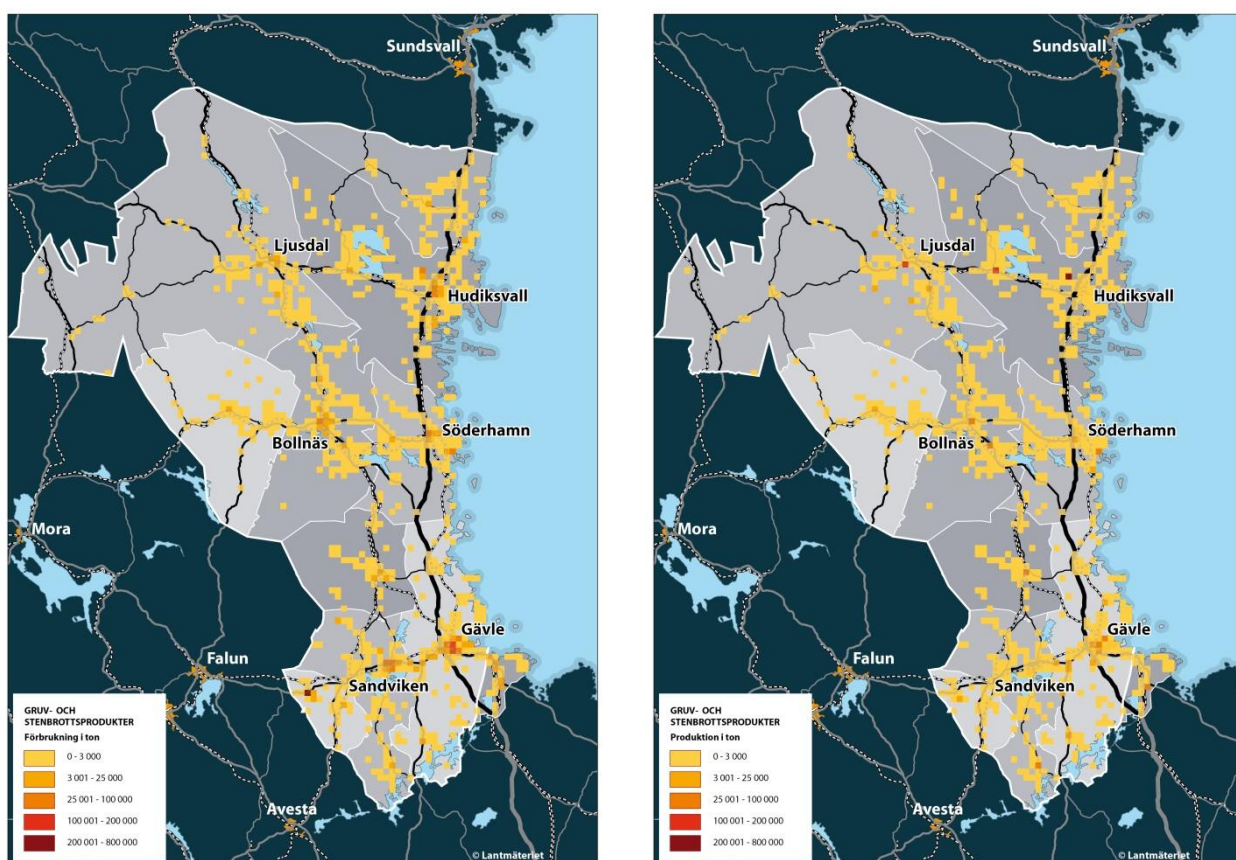 Sundsvall
Ljusdal
Hudiksvall
Söderhamn
Bollnäs
Mora
Gävle
Falun
Sandviken
Avesta
GRUV- OCH
STENBROTTSPRODUKTER
Förbrukning i ton
0 - 3 000
3 001 - 25 000
25 001 - 100 000
100 001 - 200 000
200 001 - 800 000
© Lantmäteriet
Sundsvall
Ljusdal
Hudiksvall
Söderhamn
Bollnäs
Mora
Gävle
Falun
Sandviken
Avesta
GRUV- OCH
STENBROTTSPRODUKTER
Produktion i ton
0 - 3 000
3 001 - 25 000
25 001 - 100 000
100 001 - 200 000
200 001 - 800 000
© Lantmäteriet